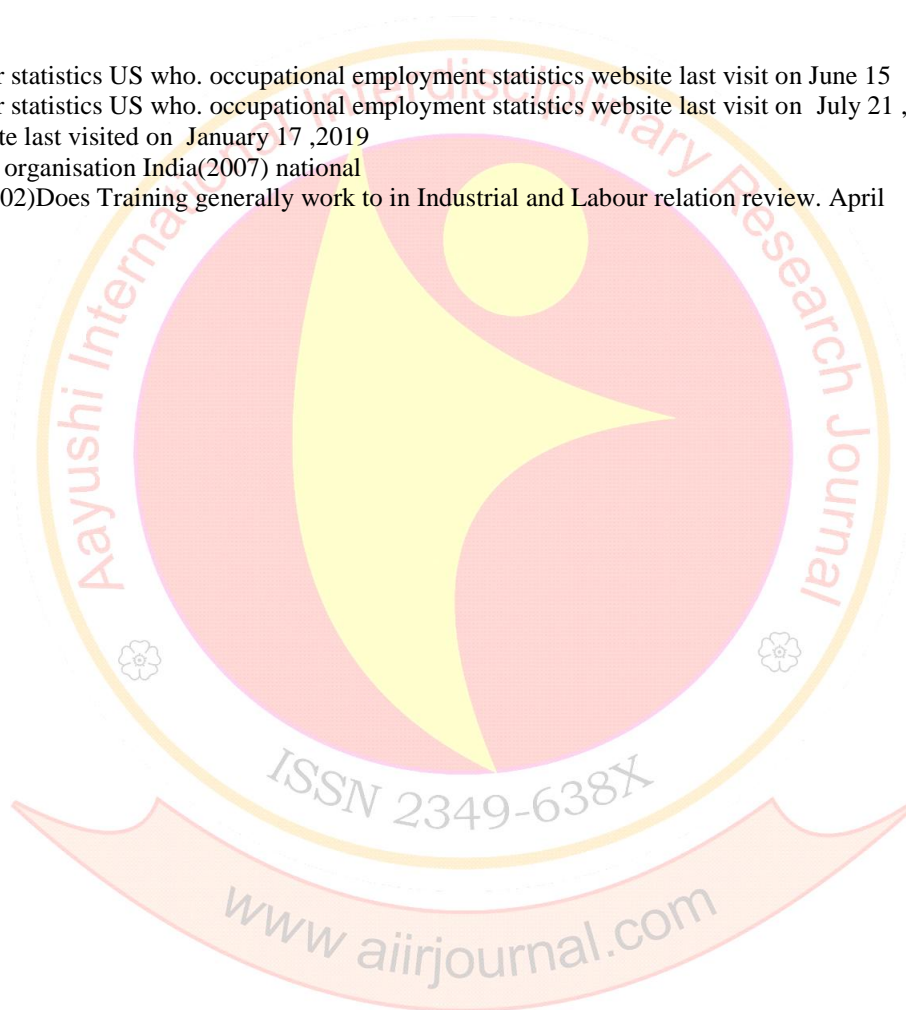 r statistics US who. occupational employment statistics website last visit on June 15
r statistics US who. occupational employment statistics website last visit on July 21 ,
te last visited on January 17 ,2019
organisation India(2007) national
02)Does Training generally work to in Industrial and Labour relation review. April
Aayushi International Interdisciplinary Research Journal
ISSN 2349-638X
www aiirjournal.com